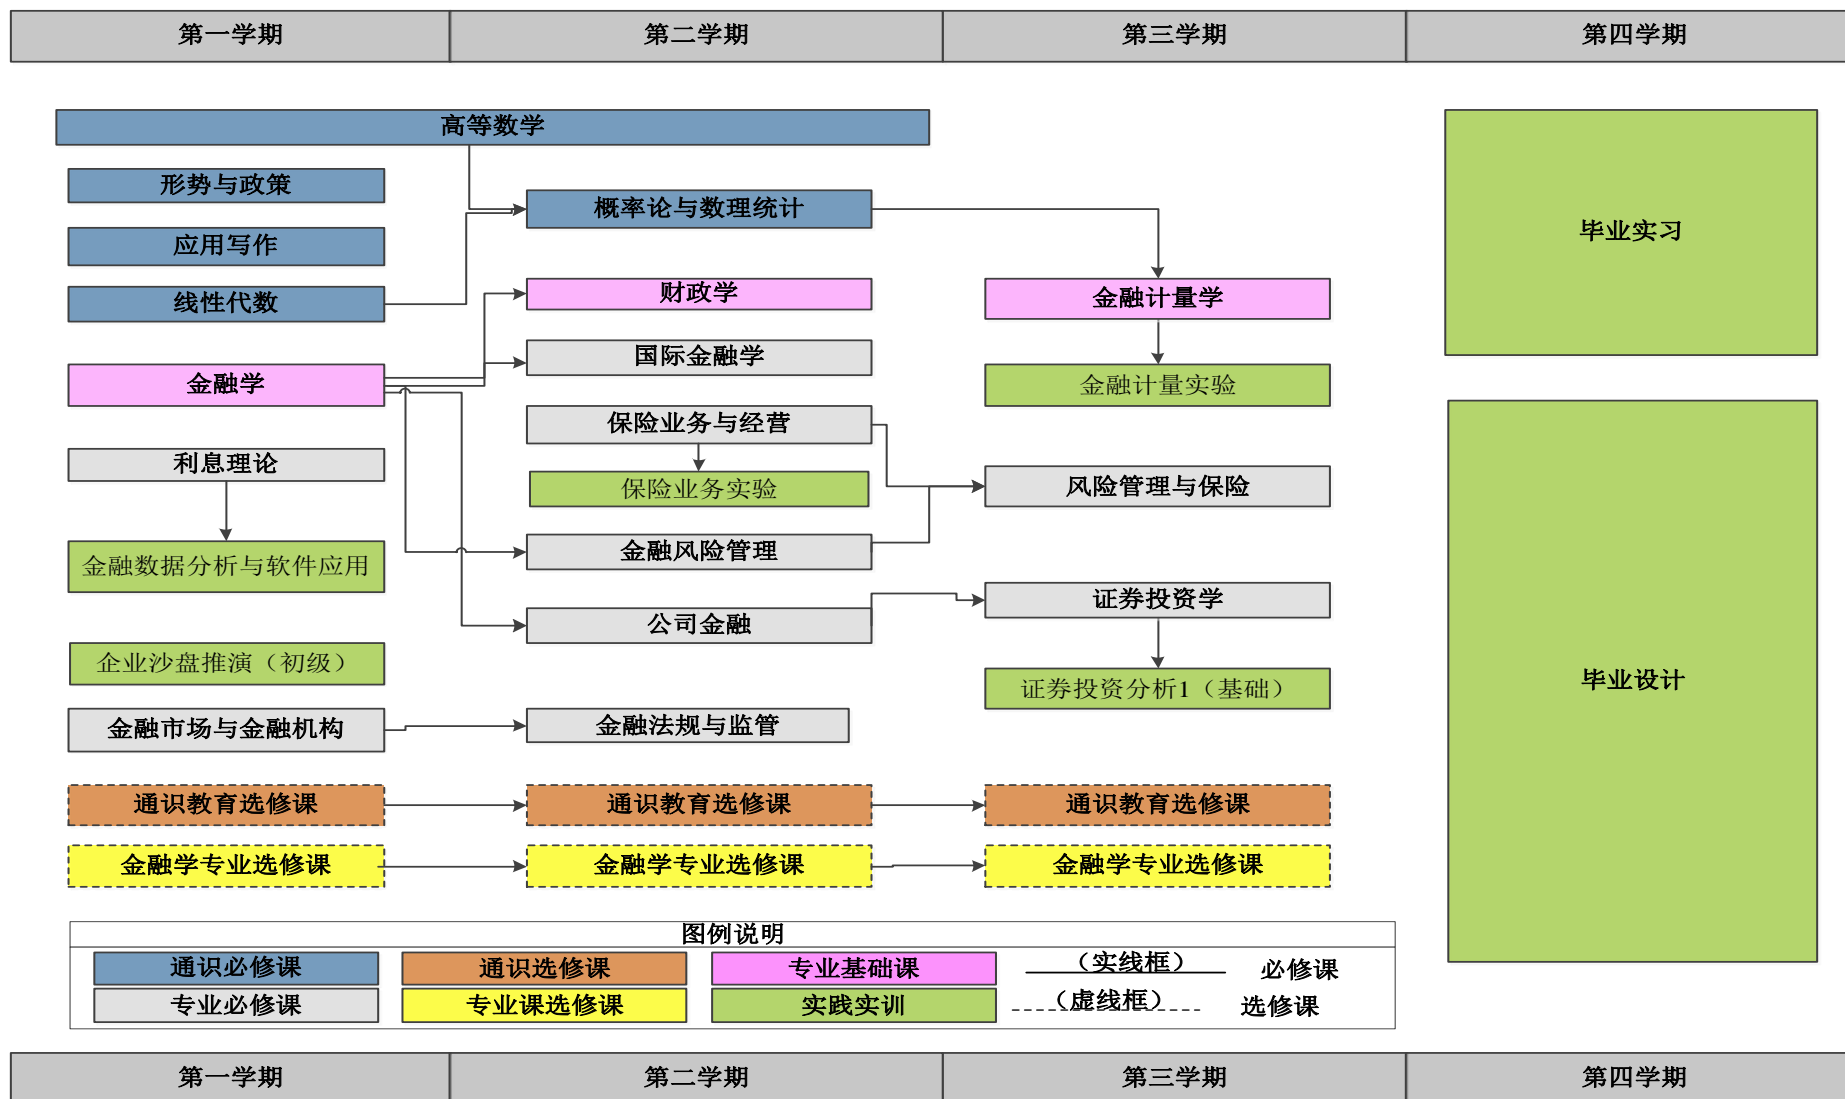 第一学期
第二学期
第三学期
第四学期
高等数学
形势与政策
应用写作
线性代数
金融学
利息理论
金融数据分析与软件应用
企业沙盘推演（初级）
金融市场与金融机构
通识教育选修课
金融学专业选修课
概率论与数理统计
财政学
国际金融学
保险业务与经营
保险业务实验
金融风险管理
公司金融
金融法规与监管
通识教育选修课
金融学专业选修课
金融计量学
金融计量实验
风险管理与保险
证券投资学
证券投资分析1（基础）
通识教育选修课
金融学专业选修课
毕业实习
毕业设计
图例说明
通识必修课
通识选修课
专业基础课
（实线框）
必修课
专业必修课
专业课选修课
实践实训
（虚线框）
选修课
第一学期
第二学期
第三学期
第四学期